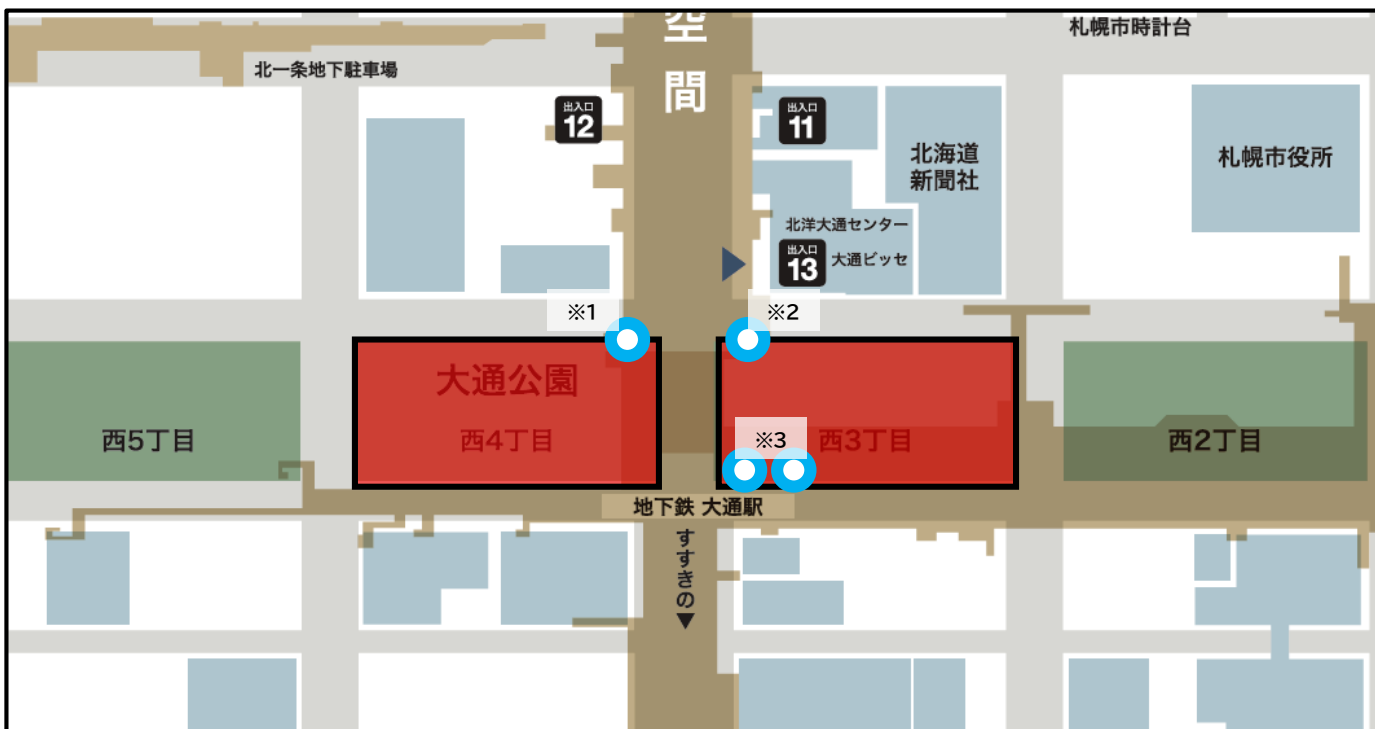 空
間
札幌市時計台
北一条地下駐車場
出入口
12
出入口
11
北海道
新聞社
札幌市役所
北洋大通センター
出入口
13
大通ビッセ
※1
※2
大通公園
西5丁目
西4丁目
※3
西3丁目
西2丁目
地下鉄 大通駅
すすきの▼